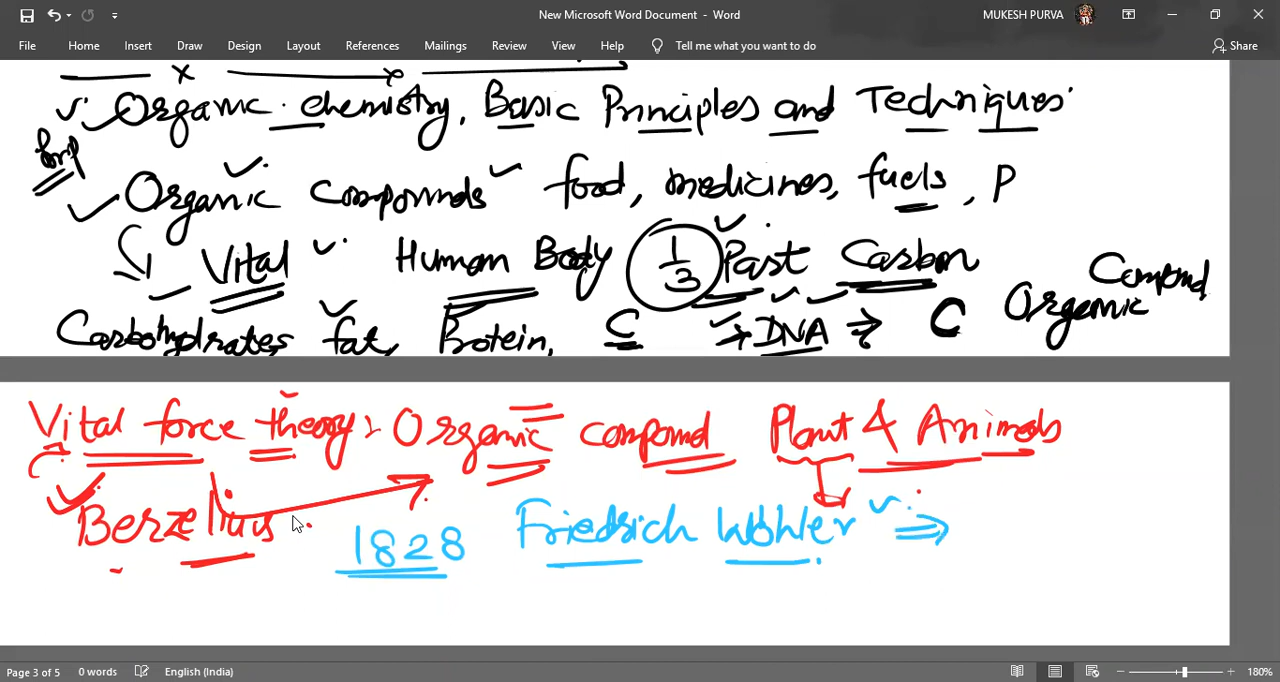 New Microsoft Word Document - Word
MUKESH PURVA
File Home Insert Draw Design Layout References Mailings Review View Help Tell me what you want to do Share
Organic chemistry, Basic Principles and Techniques
Imp
Organic compounds food, medicines, fuels, P
Vital Human Body 1/3 Past Carbon
Compound
Carbohydrates, fat, Protein, C → DNA ⇒ C Organic
Vital force theory: Organic compound Plant & Animals
Berzelius
1828 Friedrich Wohler ⇒
Page 3 of 5 0 words English (India) 180%